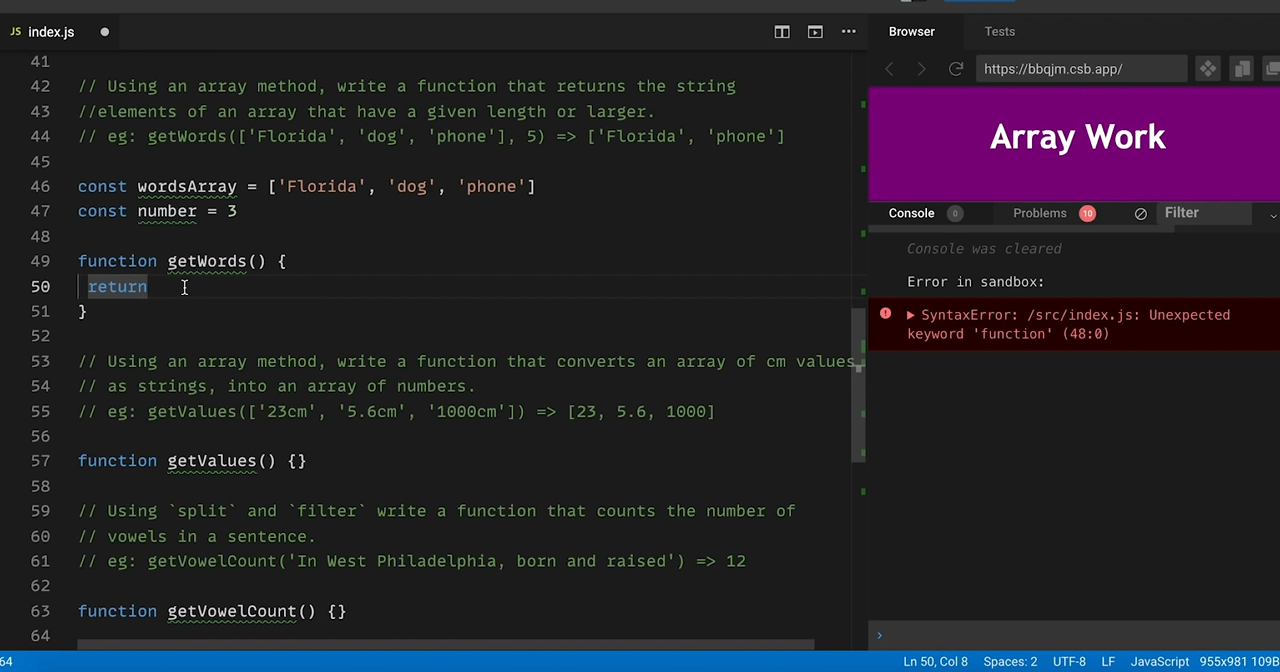 JS index.js
41
42 // Using an array method, write a function that returns the string
43 //elements of an array that have a given length or larger.
44 // eg: getWords(['Florida', 'dog', 'phone'], 5) => ['Florida', 'phone']
45
46 const wordsArray = ['Florida', 'dog', 'phone']
47 const number = 3
48
49 function getWords() {
50 return
51 }
52
53 // Using an array method, write a function that converts an array of cm values,
54 // as strings, into an array of numbers.
55 // eg: getValues(['23cm', '5.6cm', '1000cm']) => [23, 5.6, 1000]
56
57 function getValues() {}
58
59 // Using `split` and `filter` write a function that counts the number of
60 // vowels in a sentence.
61 // eg: getVowelCount('In West Philadelphia, born and raised') => 12
62
63 function getVowelCount() {}
64
Browser Tests
https://bbqjm.csb.app/
Array Work
Console 0 Problems 10 Filter
Console was cleared
Error in sandbox:
SyntaxError: /src/index.js: Unexpected
keyword 'function' (48:0)
64 Ln 50, Col 8 Spaces: 2 UTF-8 LF JavaScript 955x981 109B